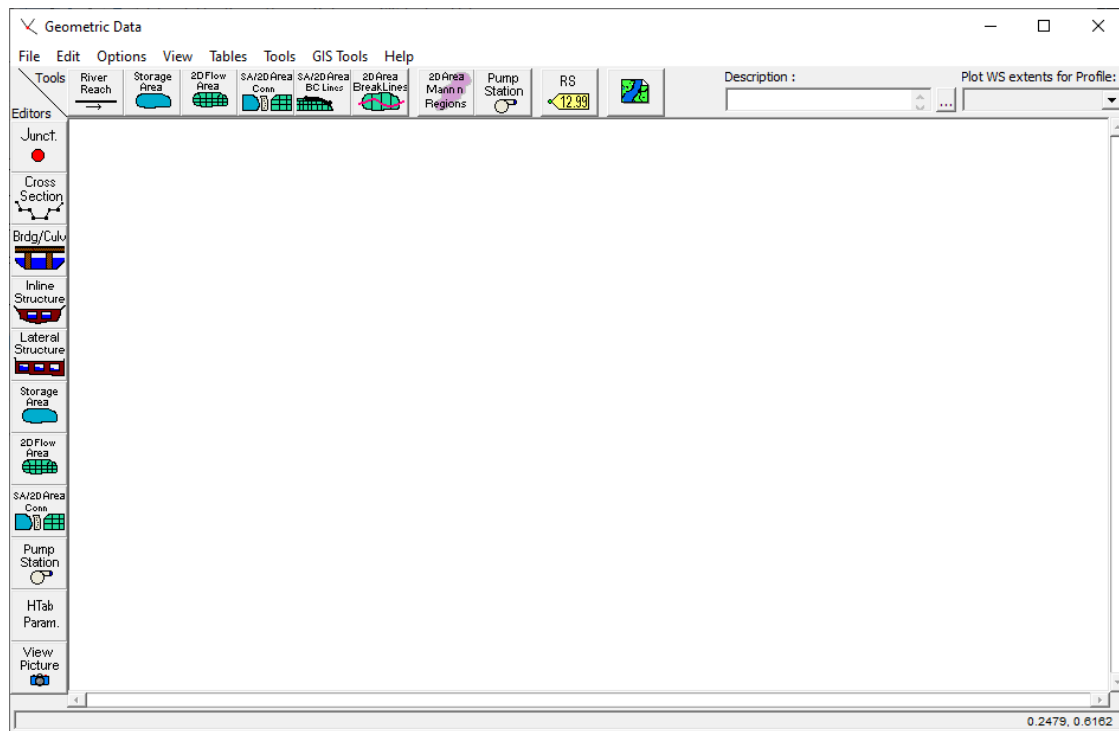 Geometric Data
File Edit Options View Tables Tools GIS Tools Help
Tools
Editors
River
Reach
Storage
Area
2D Flow
Area
SA/2D Area
Conn
SA/2D Area
BC Lines
2D Area
BreakLines
2D Area
Mann n
Regions
Pump
Station
RS
12.99
Description :
...
Plot WS extents for Profile:
Junct.
Cross
Section
Brdg/Culv
Inline
Structure
Lateral
Structure
Storage
Area
2D Flow
Area
SA/2D Area
Conn
Pump
Station
HTab
Param.
View
Picture
0.2479, 0.6162